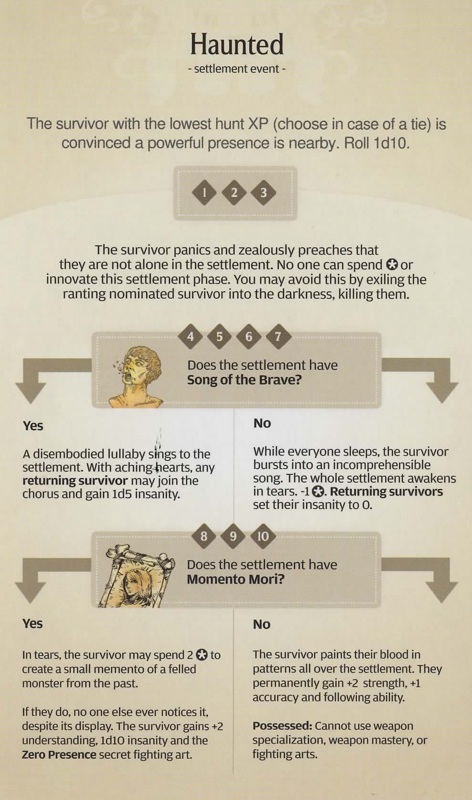 Haunted
- settlement event -
The survivor with the lowest hunt XP (choose in case of a tie) is
convinced a powerful presence is nearby. Roll 1d10.
1 2 3
The survivor panics and zealously preaches that
they are not alone in the settlement. No one can spend or
innovate this settlement phase. You may avoid this by exiling the
ranting nominated survivor into the darkness, killing them.
4 5 6 7
Does the settlement have
Song of the Brave?
Yes
A disembodied lullaby sings to the
settlement. With aching hearts, any
returning survivor may join the
chorus and gain 1d5 insanity.
No
While everyone sleeps, the survivor
bursts into an incomprehensible
song. The whole settlement awakens
in tears. -1 . Returning survivors
set their insanity to 0.
8 9 10
Does the settlement have
Momento Mori?
Yes
In tears, the survivor may spend 2 to
create a small memento of a felled
monster from the past.
If they do, no one else ever notices it,
despite its display. The survivor gains +2
understanding, 1d10 insanity and the
Zero Presence secret fighting art.
No
The survivor paints their blood in
patterns all over the settlement. They
permanently gain +2 strength, +1
accuracy and following ability.
Possessed: Cannot use weapon
specialization, weapon mastery, or
fighting arts.